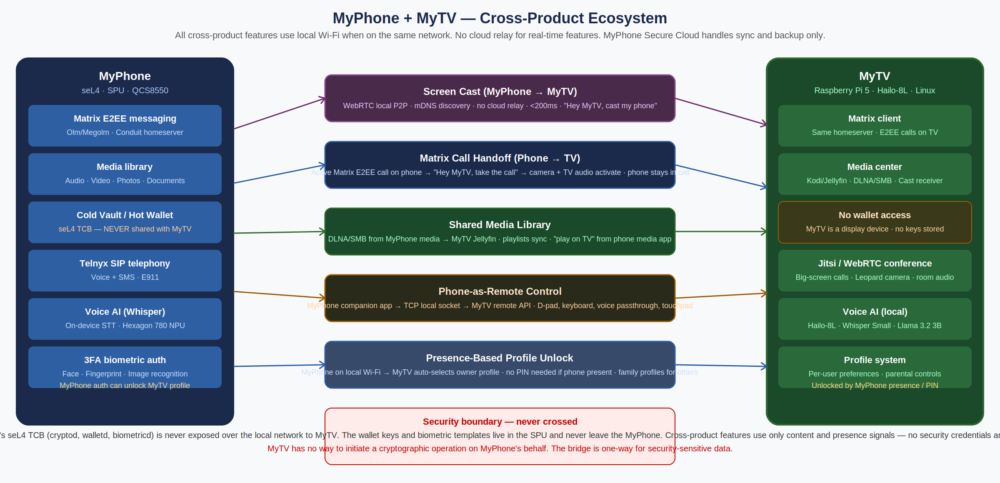 MyPhone + MyTV — Cross-Product Ecosystem
All cross-product features use local Wi-Fi when on the same network. No cloud relay for real-time features. MyPhone Secure Cloud handles sync and backup only.
MyPhone
seL4 · SPU · QCS8550
Matrix E2EE messaging
Olm/Megolm · Conduit homeserver
Media library
Audio · Video · Photos · Documents
Cold Vault / Hot Wallet
seL4 TCB — NEVER shared with MyTV
Telnyx SIP telephony
Voice + SMS · E911
Voice AI (Whisper)
On-device STT · Hexagon 780 NPU
3FA biometric auth
Face · Fingerprint · Image recognition
MyPhone auth can unlock MyTV profile
Screen Cast (MyPhone → MyTV)
WebRTC local P2P · mDNS discovery · no cloud relay · <200ms · "Hey MyTV, cast my phone"
Matrix Call Handoff (Phone → TV)
Active Matrix E2EE call on phone → "Hey MyTV, take the call" → camera + TV audio activate · phone stays in call
Shared Media Library
DLNA/SMB from MyPhone media → MyTV Jellyfin · playlists sync · "play on TV" from phone media app
Phone-as-Remote Control
MyPhone companion app → TCP local socket → MyTV remote API · D-pad, keyboard, voice passthrough, touchpad
Presence-Based Profile Unlock
MyPhone on local Wi-Fi → MyTV auto-selects owner profile · no PIN needed if phone present · family profiles for others
MyTV
Raspberry Pi 5 · Hailo-8L · Linux
Matrix client
Same homeserver · E2EE calls on TV
Media center
Kodi/Jellyfin · DLNA/SMB · Cast receiver
No wallet access
MyTV is a display device · no keys stored
Jitsi / WebRTC conference
Big-screen calls · Leopard camera · room audio
Voice AI (local)
Hailo-8L · Whisper Small · Llama 3.2 3B
Profile system
Per-user preferences · parental controls
Unlocked by MyPhone presence / PIN
Security boundary — never crossed
's seL4 TCB (cryptod, walletd, biometricd) is never exposed over the local network to MyTV. The wallet keys and biometric templates live in the SPU and never leave the MyPhone. Cross-product features use only content and presence signals — no security credentials
MyTV has no way to initiate a cryptographic operation on MyPhone's behalf. The bridge is one-way for security-sensitive data.